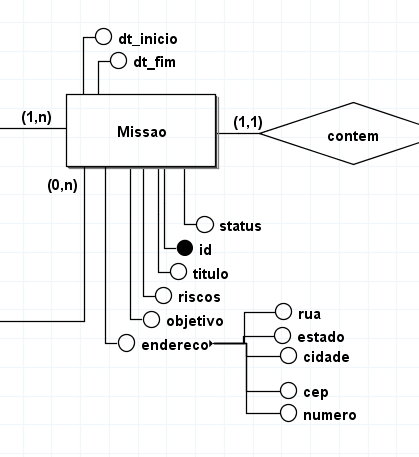 dt_inicio
dt_fim
(1,n)
Missao
(1,1)
contem
(0,n)
status
id
titulo
riscos
objetivo
endereco
rua
estado
cidade
cep
numero